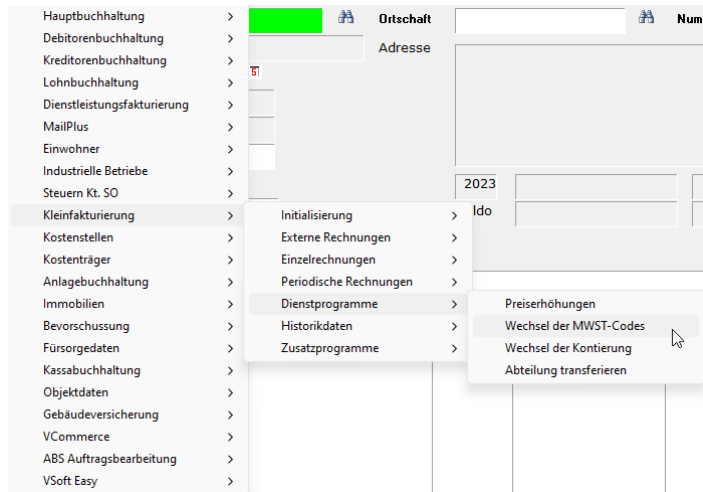 Hauptbuchhaltung
Debitorenbuchhaltung
Kreditorenbuchhaltung
Lohnbuchhaltung
Dienstleistungsfakturierung
MailPlus
Einwohner
Industrielle Betriebe
Steuern Kt. SO
Kleinfakturierung
Kostenstellen
Kostenträger
Anlagebuchhaltung
Immobilien
Bevorschussung
Fürsorgedaten
Kassabuchhaltung
Objektdaten
Gebäudeversicherung
VCommerce
ABS Auftragsbearbeitung
VSoft Easy
Initialisierung
Externe Rechnungen
Einzelrechnungen
Periodische Rechnungen
Dienstprogramme
Historikdaten
Zusatzprogramme
Preiserhöhungen
Wechsel der MWST-Codes
Wechsel der Kontierung
Abteilung transferieren
Ortschaft
Num
Adresse
5
2023
ldo